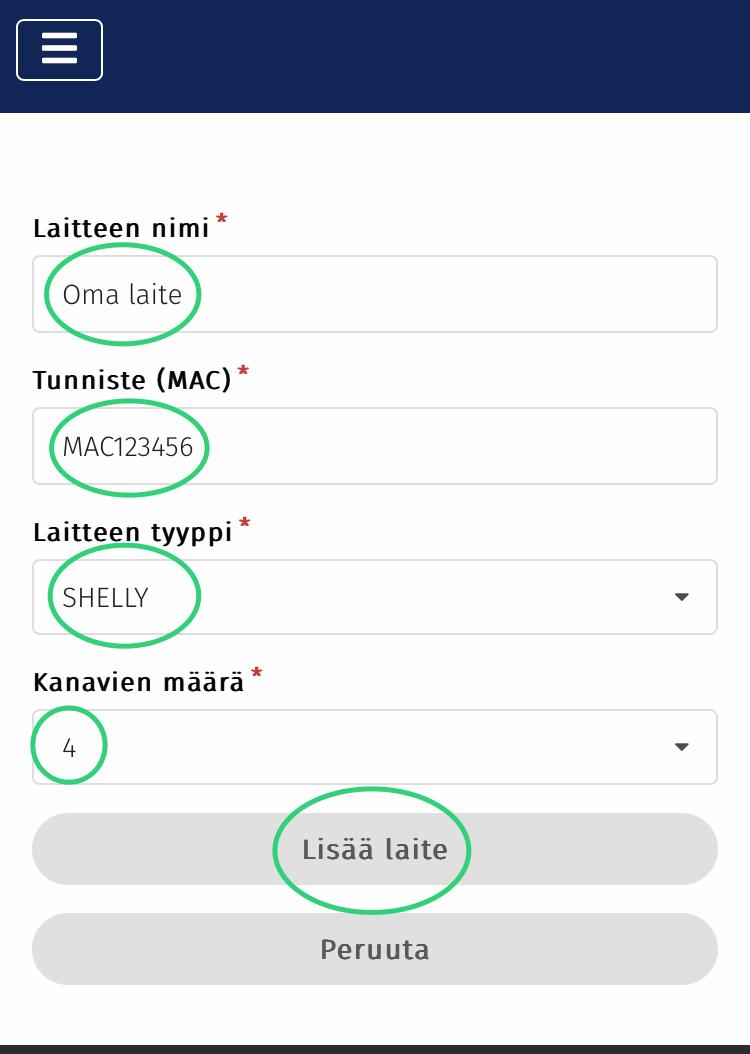 Laitteen nimi *
Oma laite
Tunniste (MAC) *
MAC123456
Laitteen tyyppi *
SHELLY
Kanavien määrä *
4
Lisää laite
Peruuta